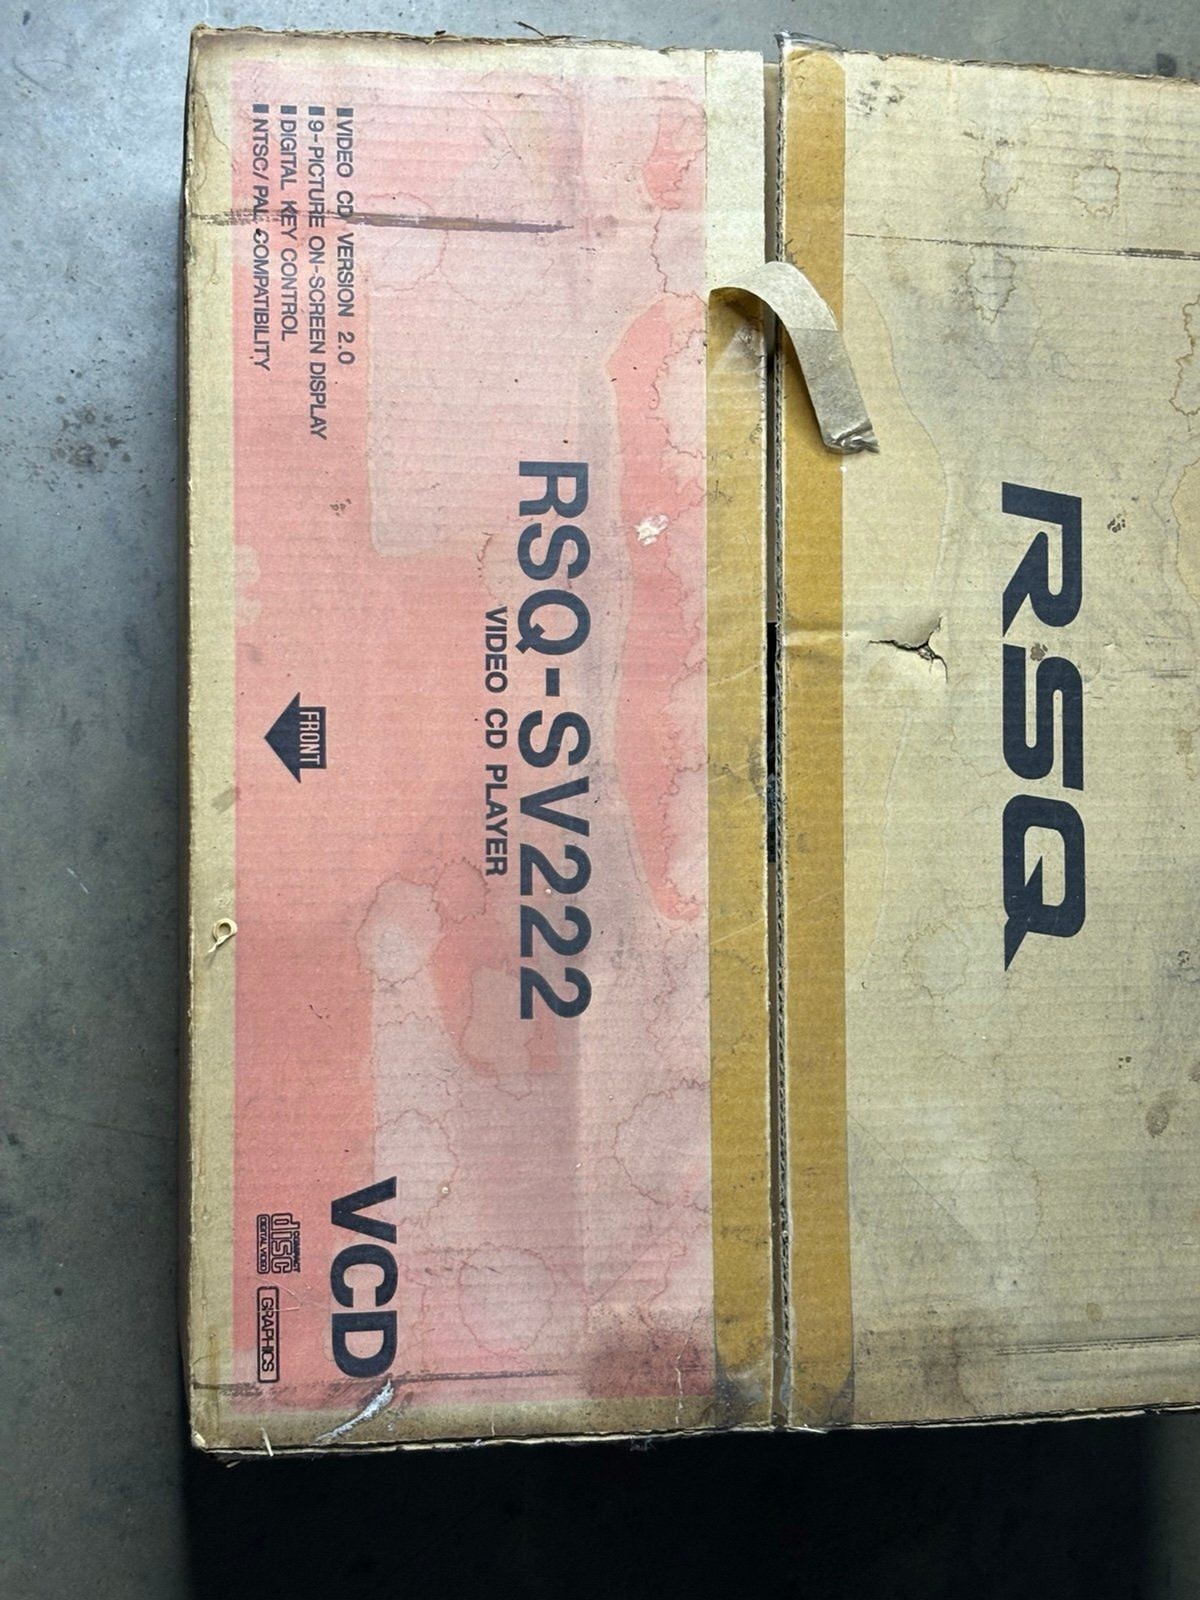 RSQ
RSQ-SV222
VIDEO CD PLAYER
VIDEO CD VERSION 2.0
9-PICTURE ON-SCREEN DISPLAY
DIGITAL KEY CONTROL
NTSC/PAL COMPATIBILITY
FRONT
VCD
COMPACT
disc
DIGITAL VIDEO
GRAPHICS